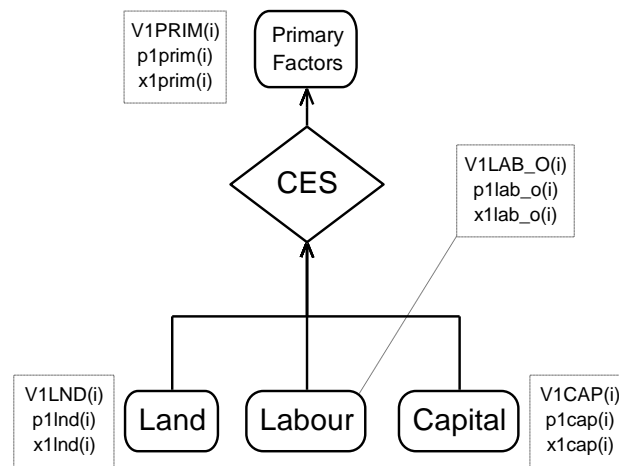 V1PRIM(i)
p1prim(i)
x1prim(i)
Primary
Factors
CES
V1LAB_O(i)
p1lab_o(i)
x1lab_o(i)
V1LND(i)
p1lnd(i)
x1lnd(i)
Land
Labour
Capital
V1CAP(i)
p1cap(i)
x1cap(i)